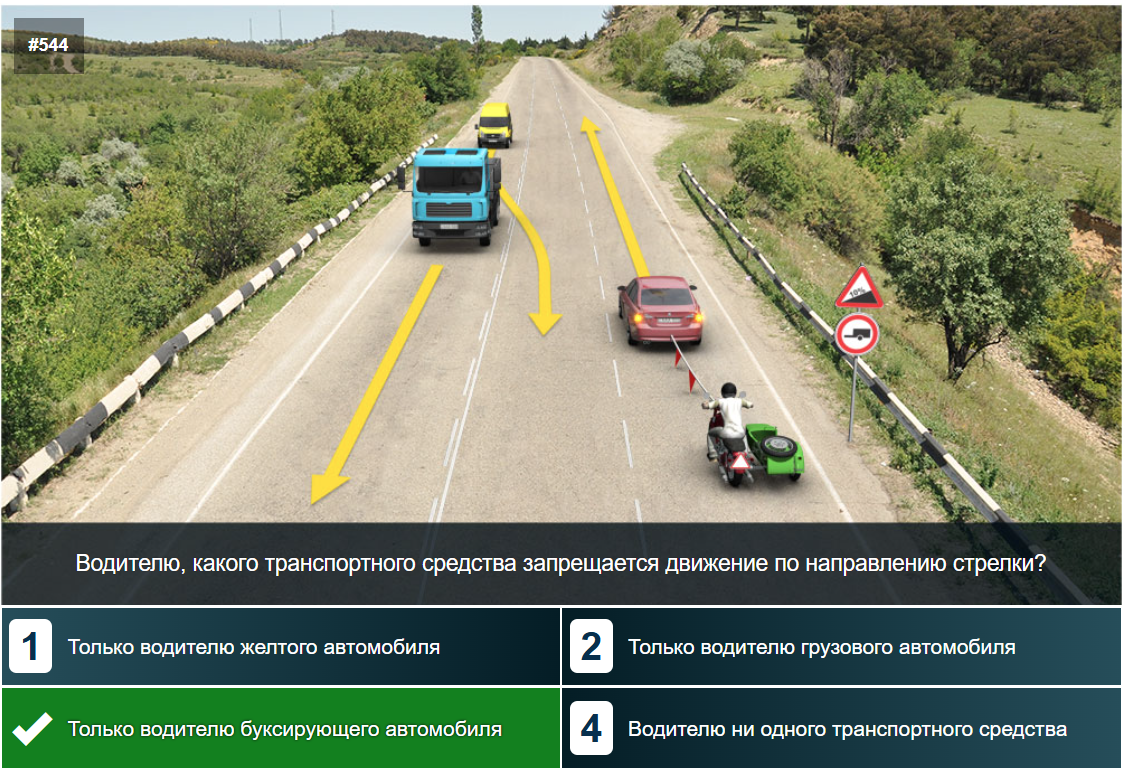 #544
10%
Водителю, какого транспортного средства запрещается движение по направлению стрелки?
1 Только водителю желтого автомобиля
2 Только водителю грузового автомобиля
Только водителю буксирующего автомобиля
4 Водителю ни одного транспортного средства